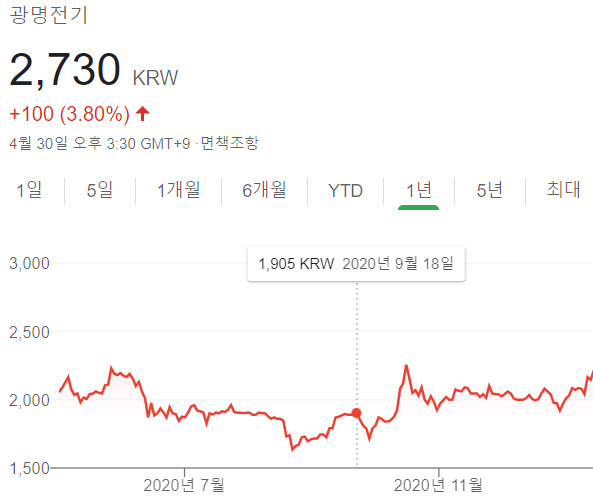 광명전기
2,730 KRW
+100 (3.80%)
4월 30일 오후 3:30 GMT+9 ·면책조항
1일 5일 1개월 6개월 YTD 1년 5년 최대
1,905 KRW 2020년 9월 18일
3,000
2,500
2,000
1,500
2020년 7월 2020년 11월